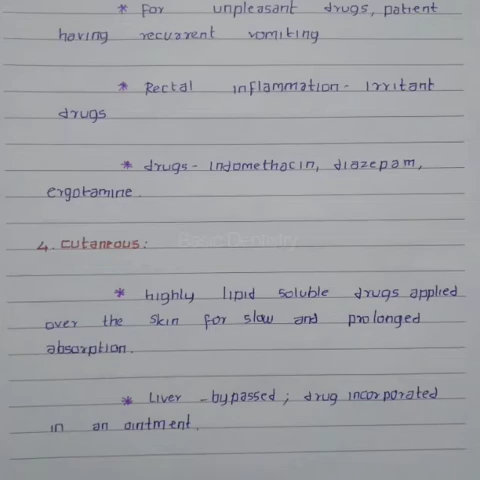 * For unpleasant drugs, patient
having recurrent vomiting
* Rectal inflammation - Irritant
drugs
* drugs - Indomethacin, diazepam,
ergotamine.
4. Cutaneous:
* highly lipid soluble drugs applied
over the skin for slow and prolonged
absorption.
* Liver - bypassed ; drug incorporated
in an ointment.